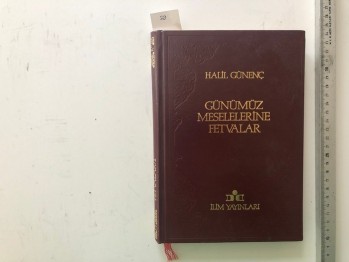 HALİL GÜNENÇ
GÜNÜMÜZ
MESELELERİNE
FETVALAR
İLİM YAYINLARI